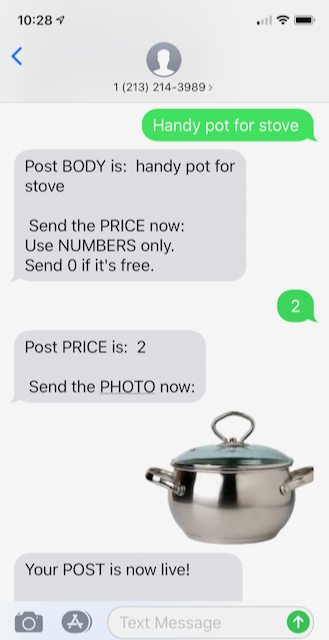 10:28
1 (213) 214-3989 >
Handy pot for stove
Post BODY is:  handy pot for
stove
Send the PRICE now:
Use NUMBERS only.
Send 0 if it's free.
2
Post PRICE is:  2
Send the PHOTO now:
Your POST is now live!
Text Message